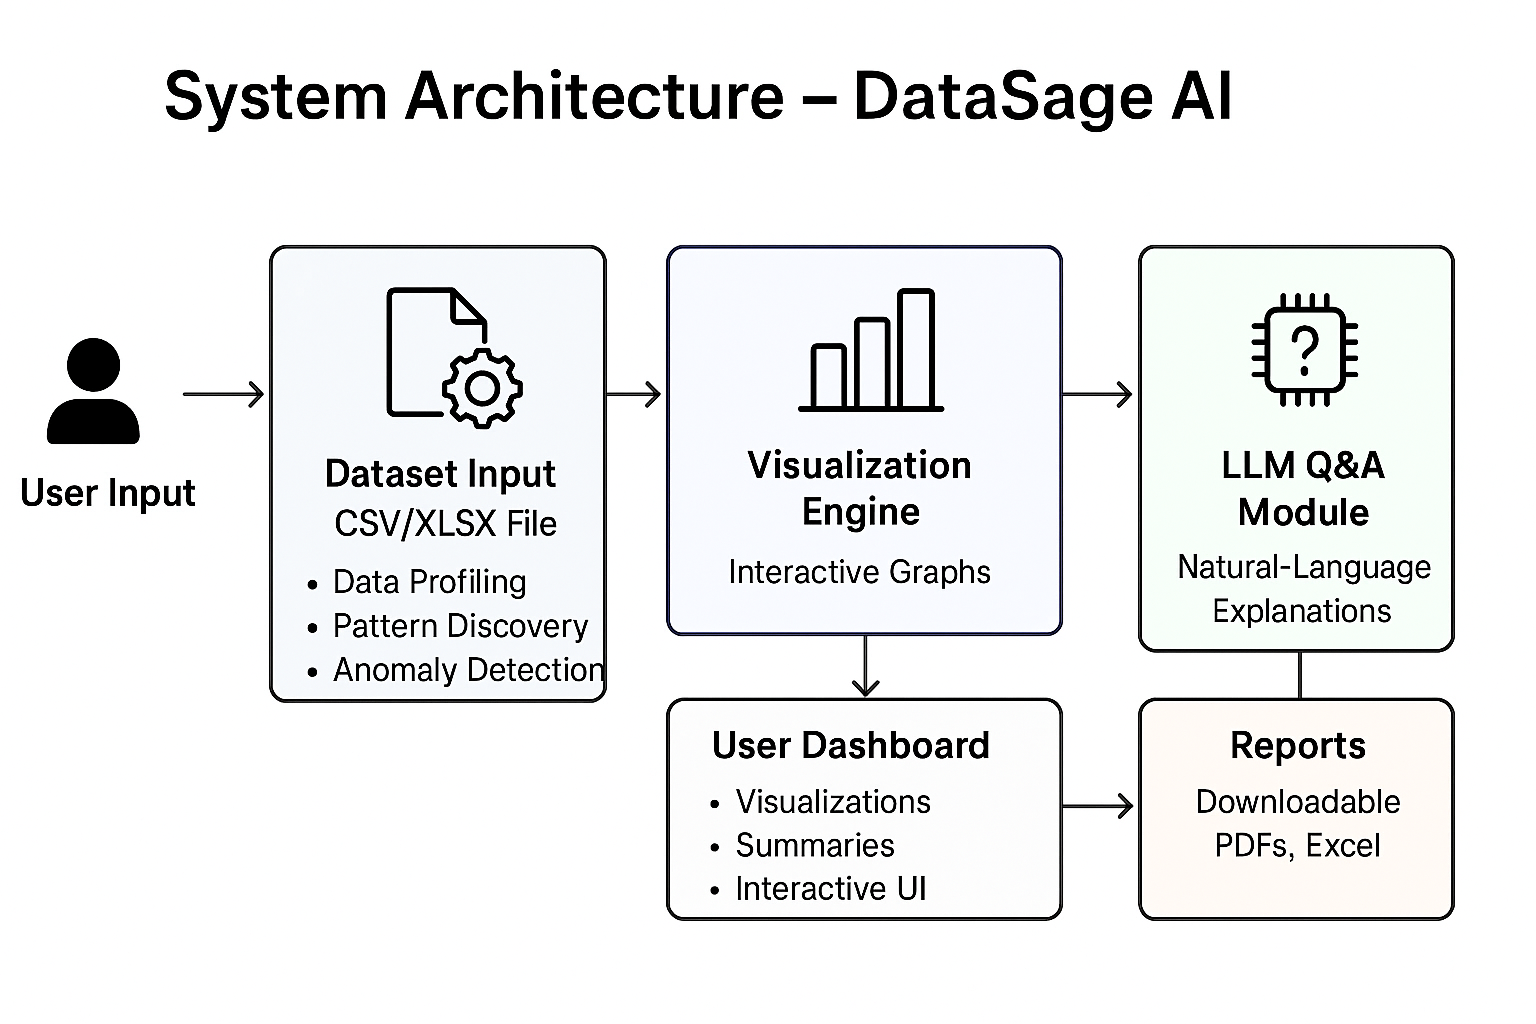 System Architecture – DataSage AI
User Input
Dataset Input
CSV/XLSX File
• Data Profiling
• Pattern Discovery
• Anomaly Detection
Visualization
Engine
Interactive Graphs
?
LLM Q&A
Module
Natural-Language
Explanations
User Dashboard
• Visualizations
• Summaries
• Interactive UI
Reports
Downloadable
PDFs, Excel